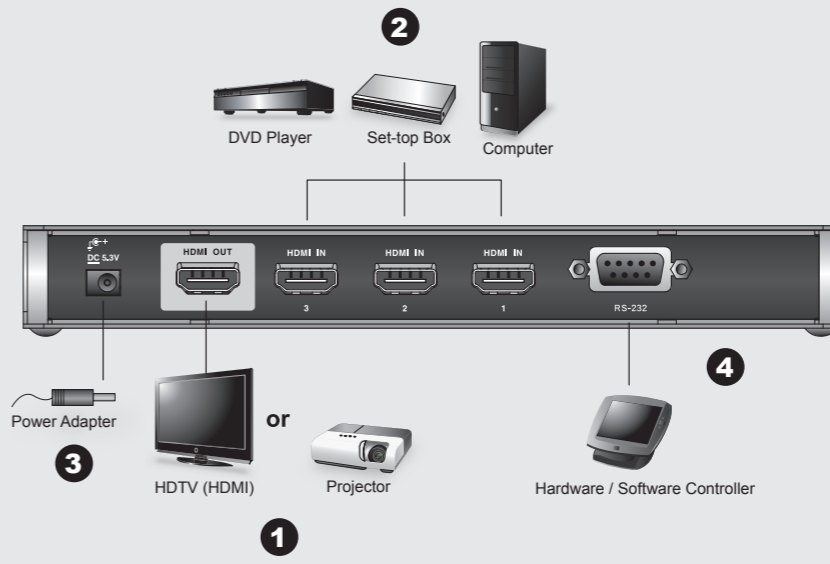 2
DVD Player
Set-top Box
Computer
DC 5.3V
HDMI OUT
HDMI IN
HDMI IN
HDMI IN
3
2
1
RS-232
4
Power Adapter
3
or
HDTV (HDMI)
Projector
Hardware / Software Controller
1